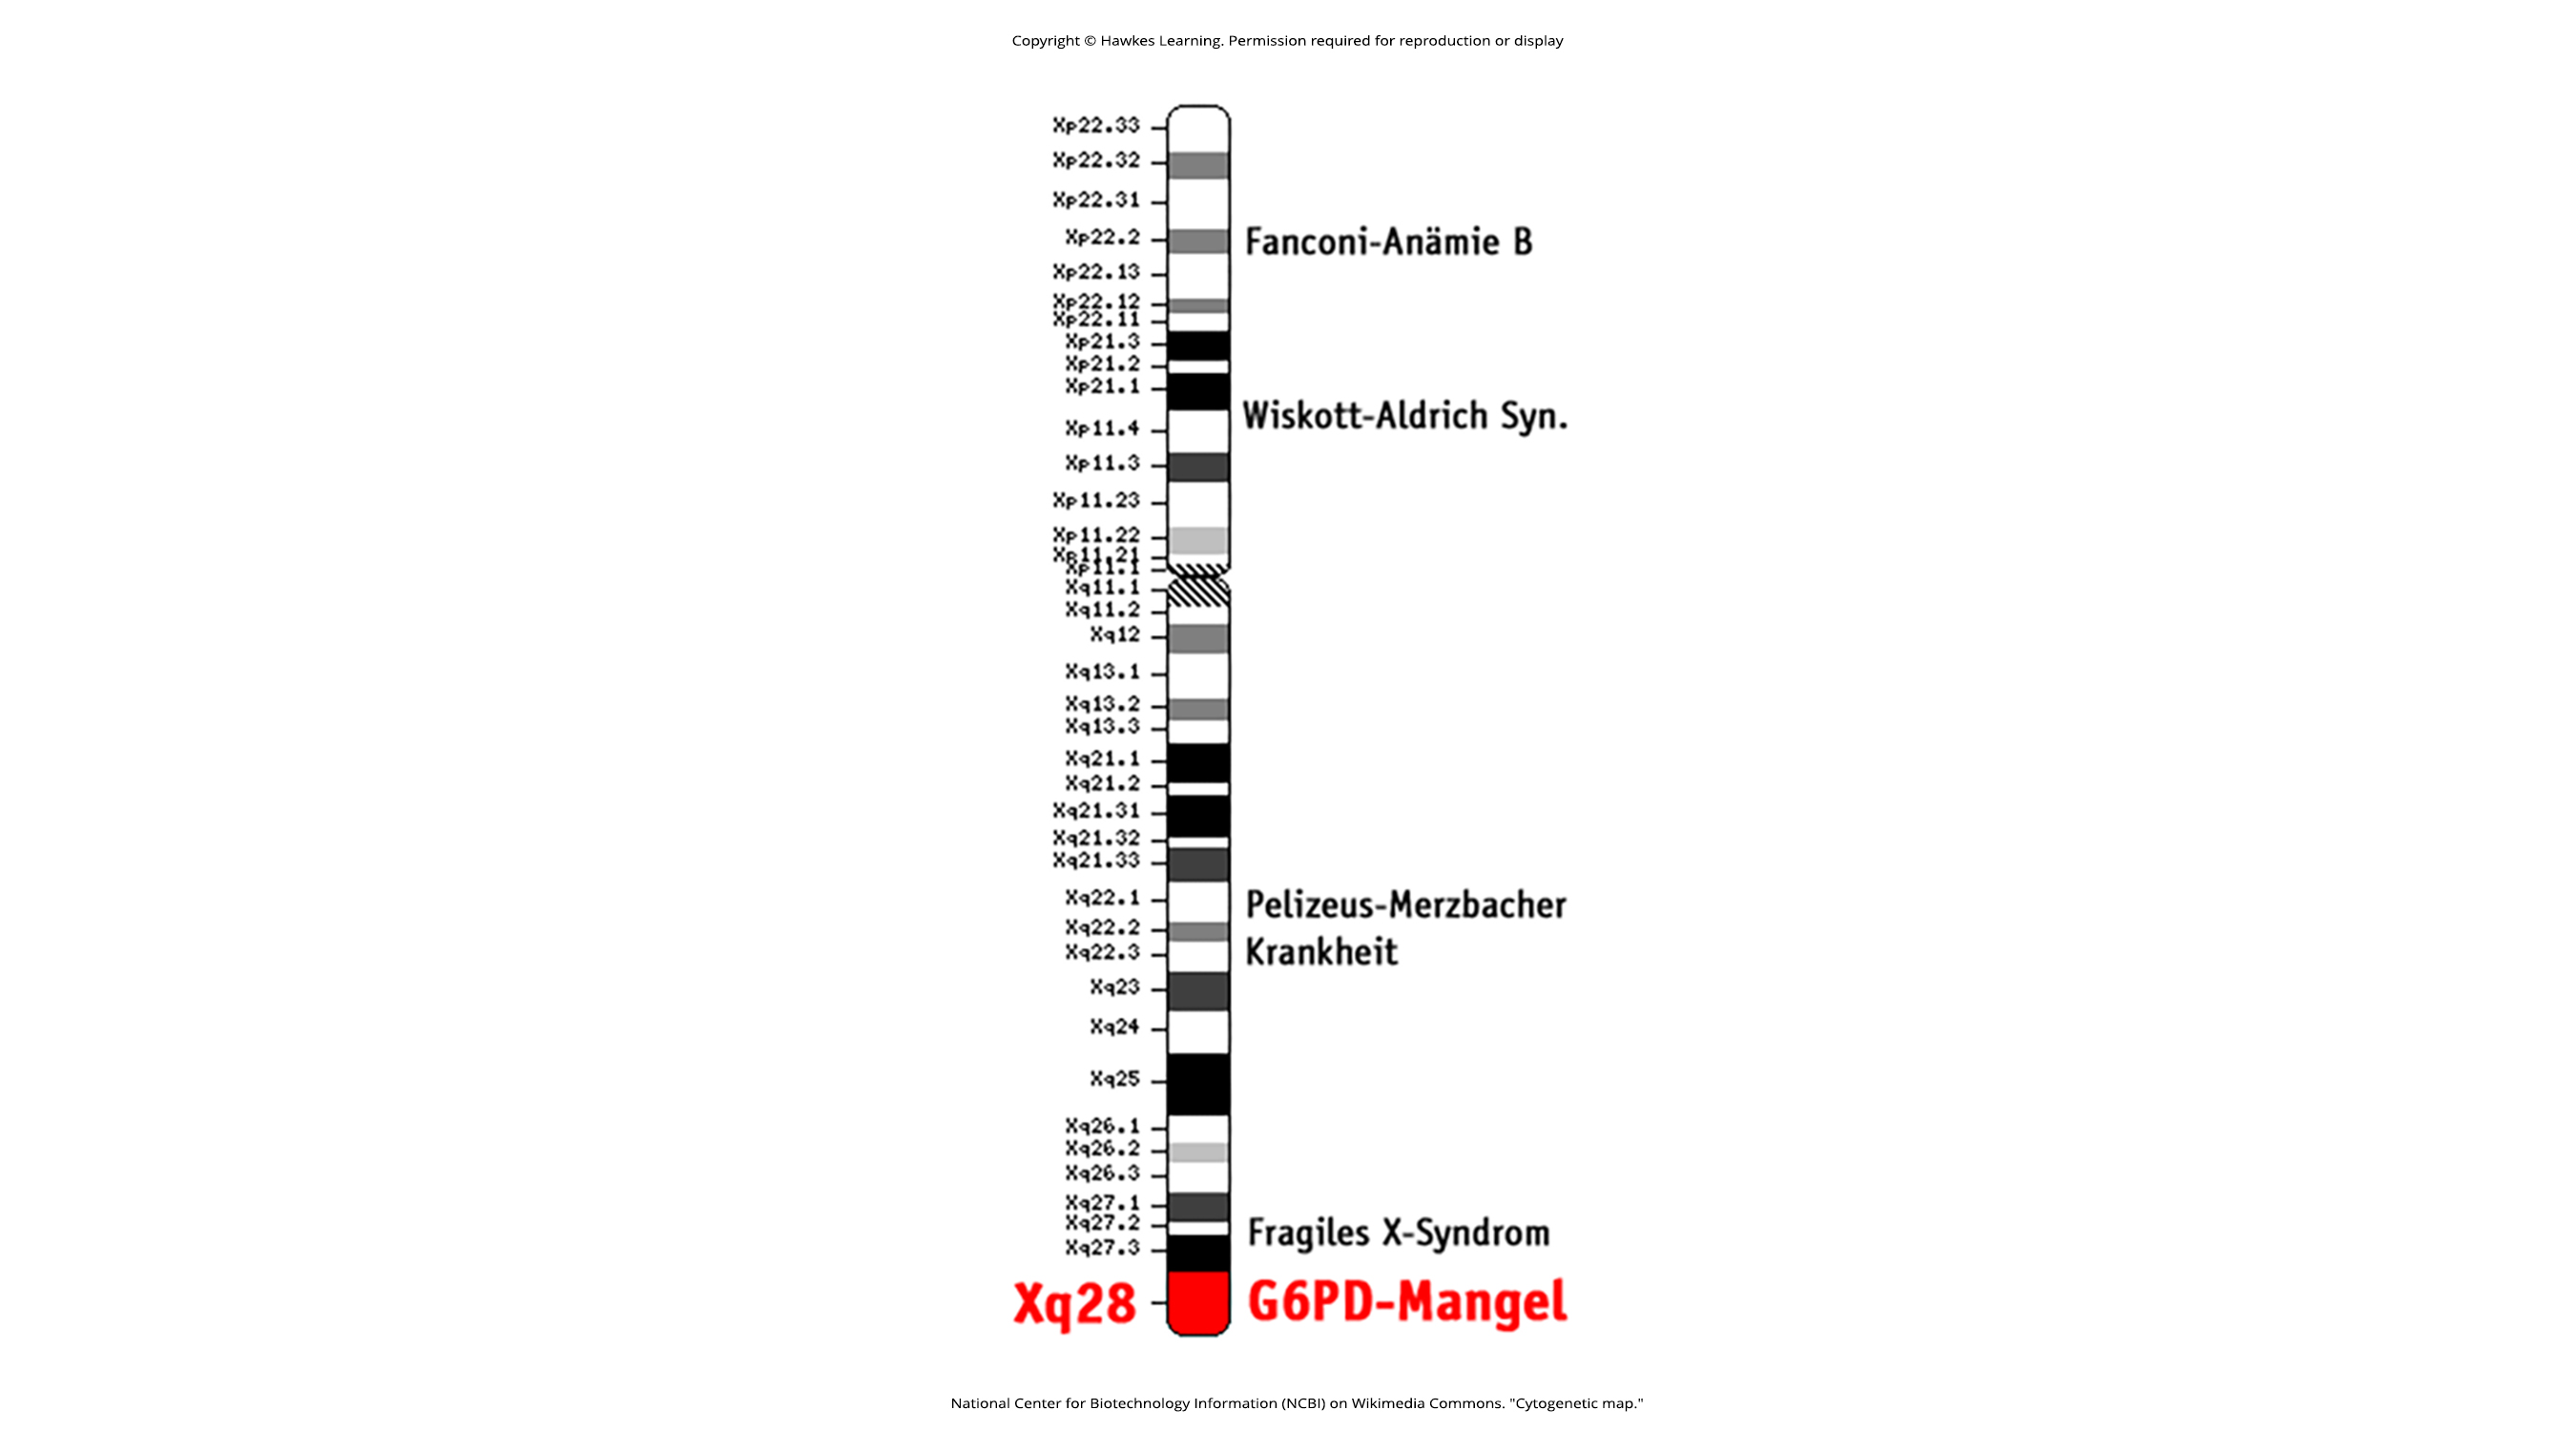 Copyright © Hawkes Learning. Permission required for reproduction or display
Xp22.33
Xp22.32
Xp22.31
Xp22.2 Fanconi-Anämie B
Xp22.13
Xp22.12
Xp22.11
Xp21.3
Xp21.2
Xp21.1
Wiskott-Aldrich Syn.
Xp11.4
Xp11.3
Xp11.23
Xp11.22
Xp11.21
Xp11.1
Xq11.1
Xq11.2
Xq12
Xq13.1
Xq13.2
Xq13.3
Xq21.1
Xq21.2
Xq21.31
Xq21.32
Xq21.33
Xq22.1 Pelizeus-Merzbacher
Xq22.2
Xq22.3 Krankheit
Xq23
Xq24
Xq25
Xq26.1
Xq26.2
Xq26.3
Xq27.1
Xq27.2 Fragiles X-Syndrom
Xq27.3
Xq28 G6PD-Mangel
National Center for Biotechnology Information (NCBI) on Wikimedia Commons. "Cytogenetic map."